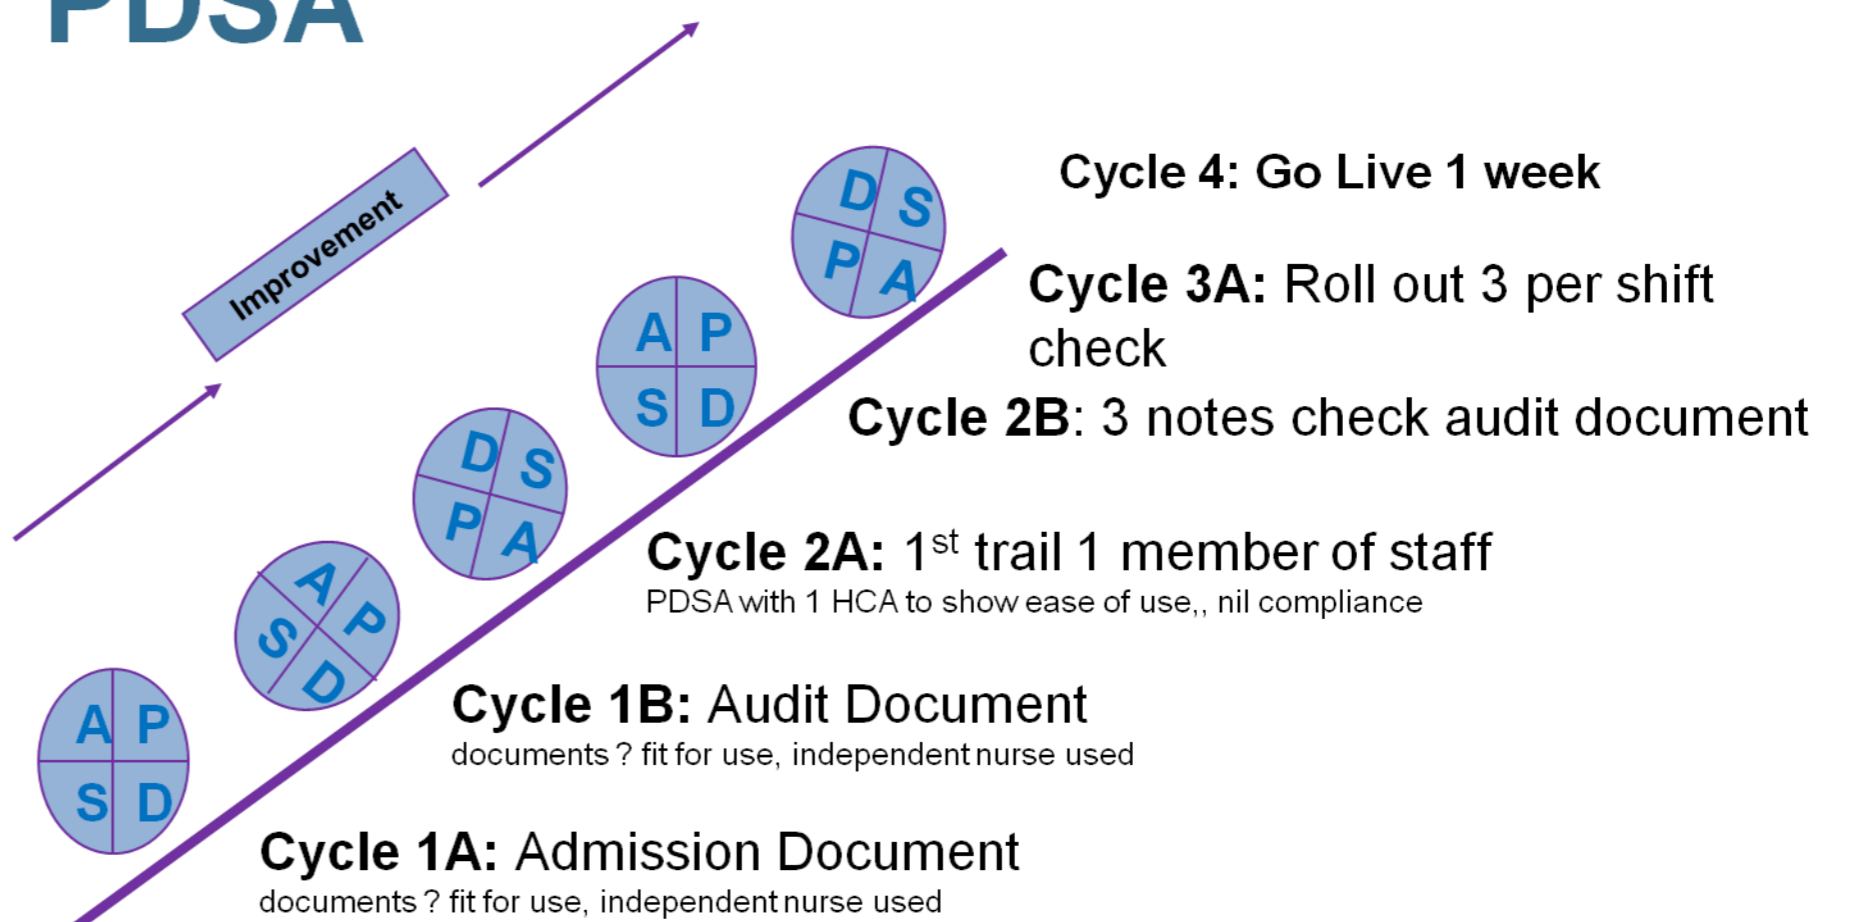 PDSA
Improvement
Cycle 4: Go Live 1 week
D S
P A
Cycle 3A: Roll out 3 per shift
check
A P
S D
Cycle 2B: 3 notes check audit document
D S
P A
Cycle 2A: 1st trail 1 member of staff
PDSA with 1 HCA to show ease of use,, nil compliance
A P
S D
Cycle 1B: Audit Document
documents ? fit for use, independent nurse used
A P
S D
Cycle 1A: Admission Document
documents ? fit for use, independent nurse used